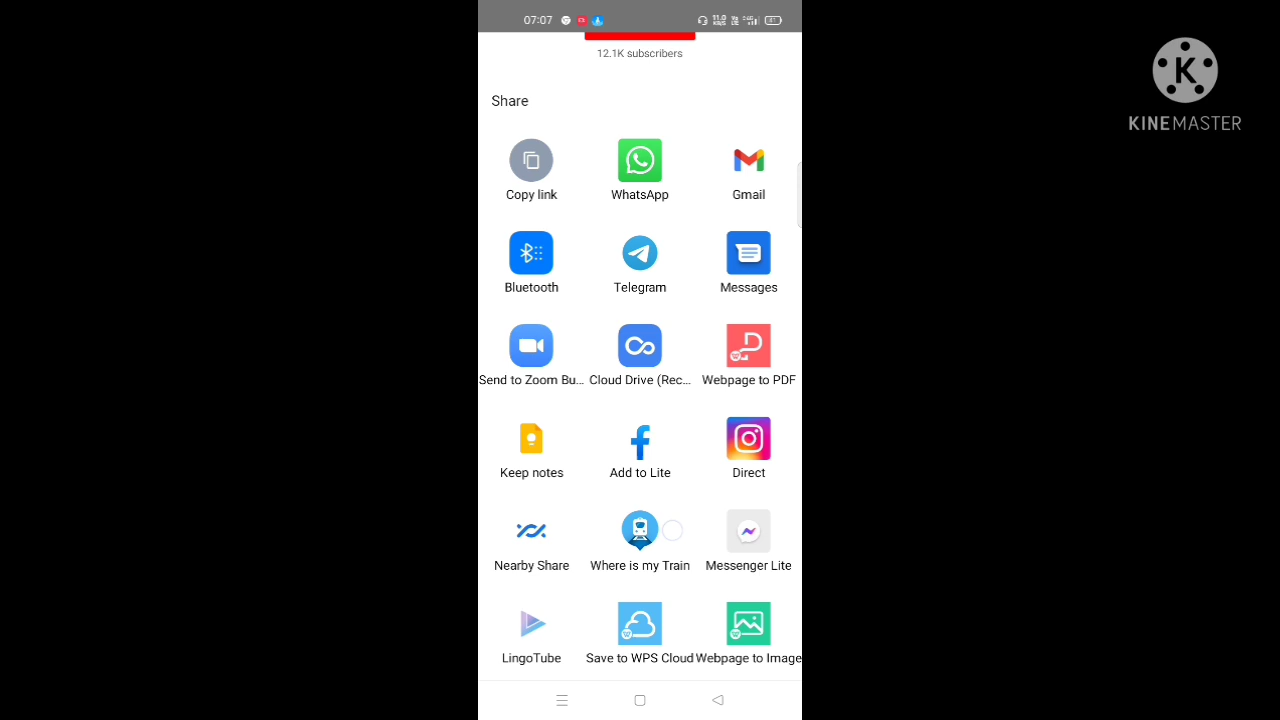 07:07
12.1K subscribers
Share
Copy link WhatsApp Gmail
Bluetooth Telegram Messages
Send to Zoom Bu... Cloud Drive (Rec... Webpage to PDF
Keep notes Add to Lite Direct
Nearby Share Where is my Train Messenger Lite
LingoTube Save to WPS Cloud Webpage to Image
K
KINEMASTER